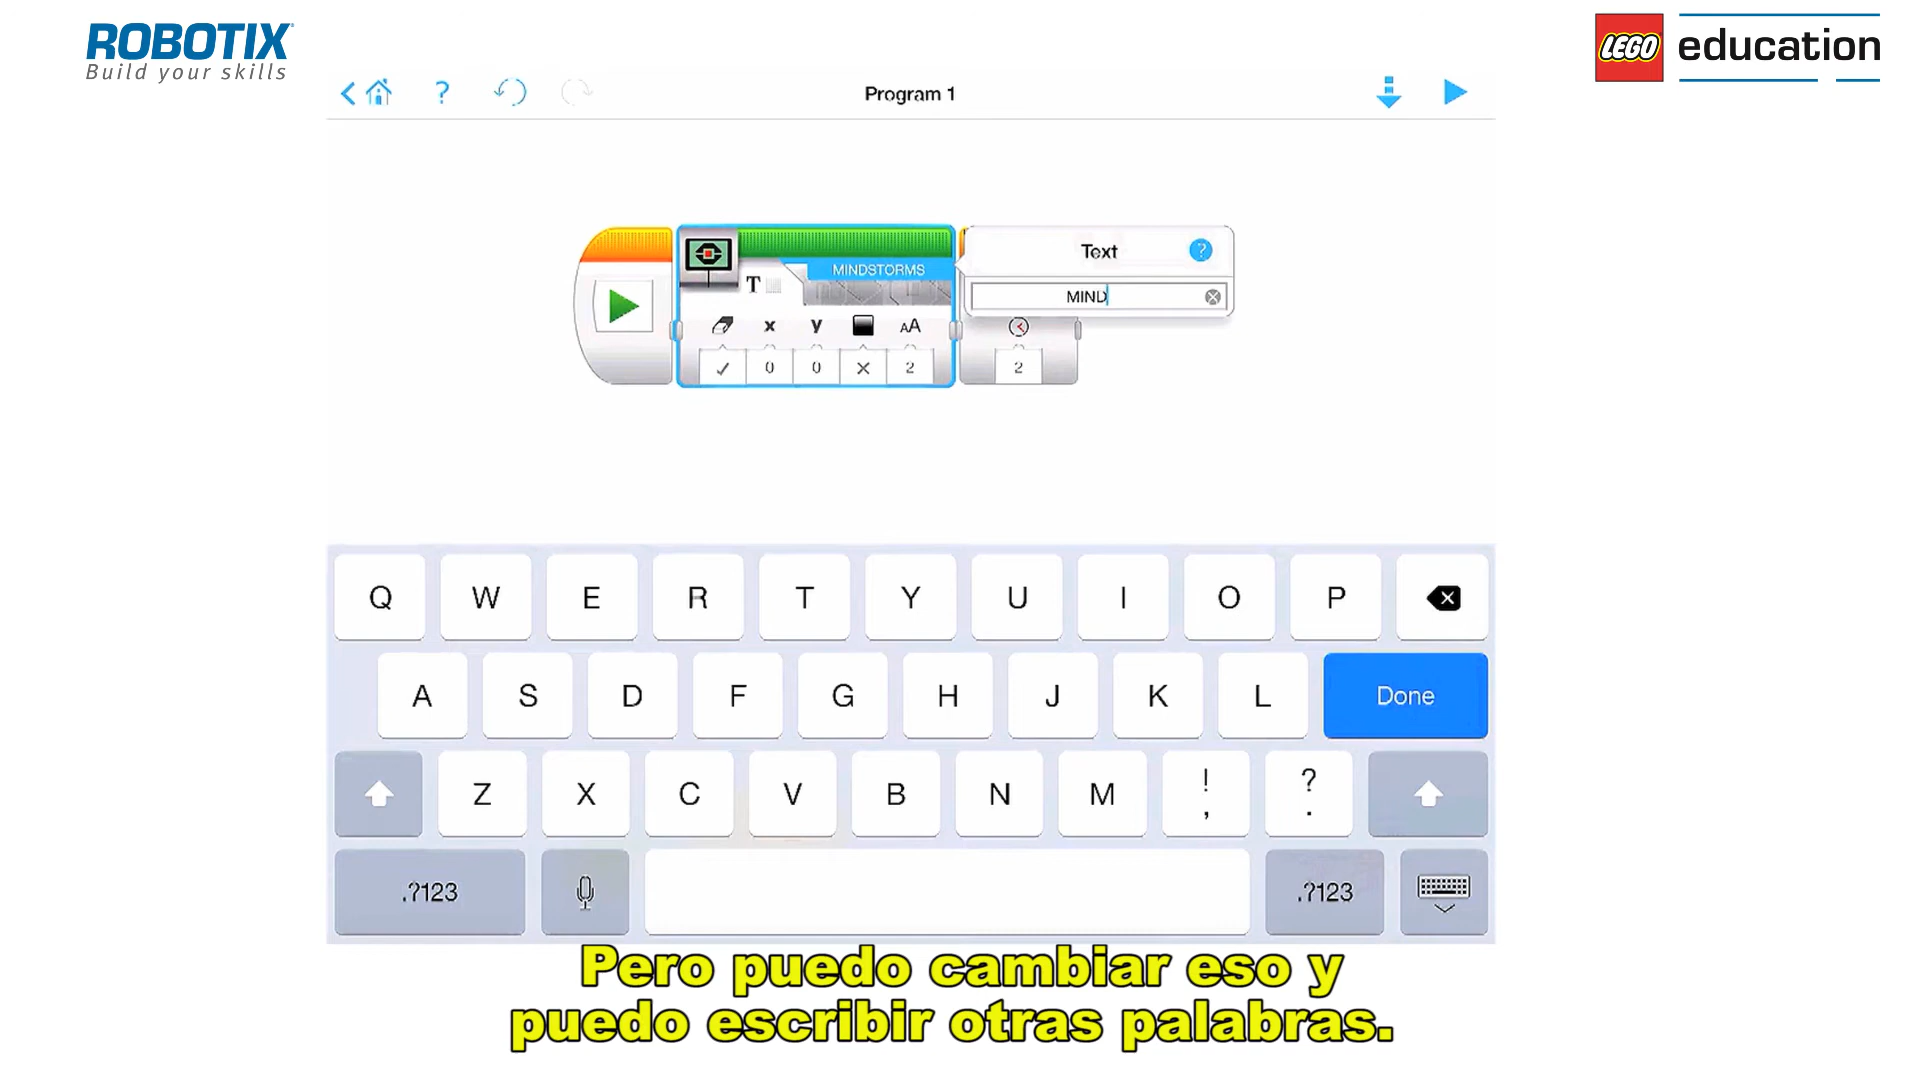 ROBOTIX
Build your skills
LEGO education
?
Program 1
MINDSTORMS
T
x y AA
0 0 2
Text ?
MIND
2
Q W E R T Y U I O P
A S D F G H J K L Done
Z X C V B N M ! , ? .
.?123 .?123
Pero puedo cambiar eso y
puedo escribir otras palabras.